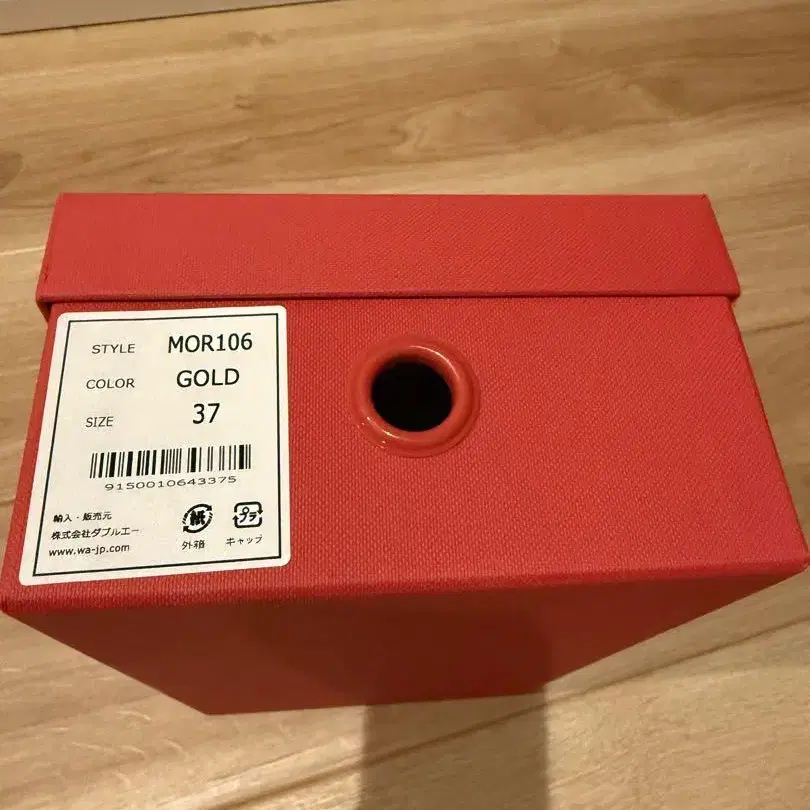 STYLE MOR106
COLOR GOLD
SIZE 37
9150010643375
輸入・販売元
株式会社ダブルエー
www.wa-jp.com
紙
外箱
プラ
キャップ